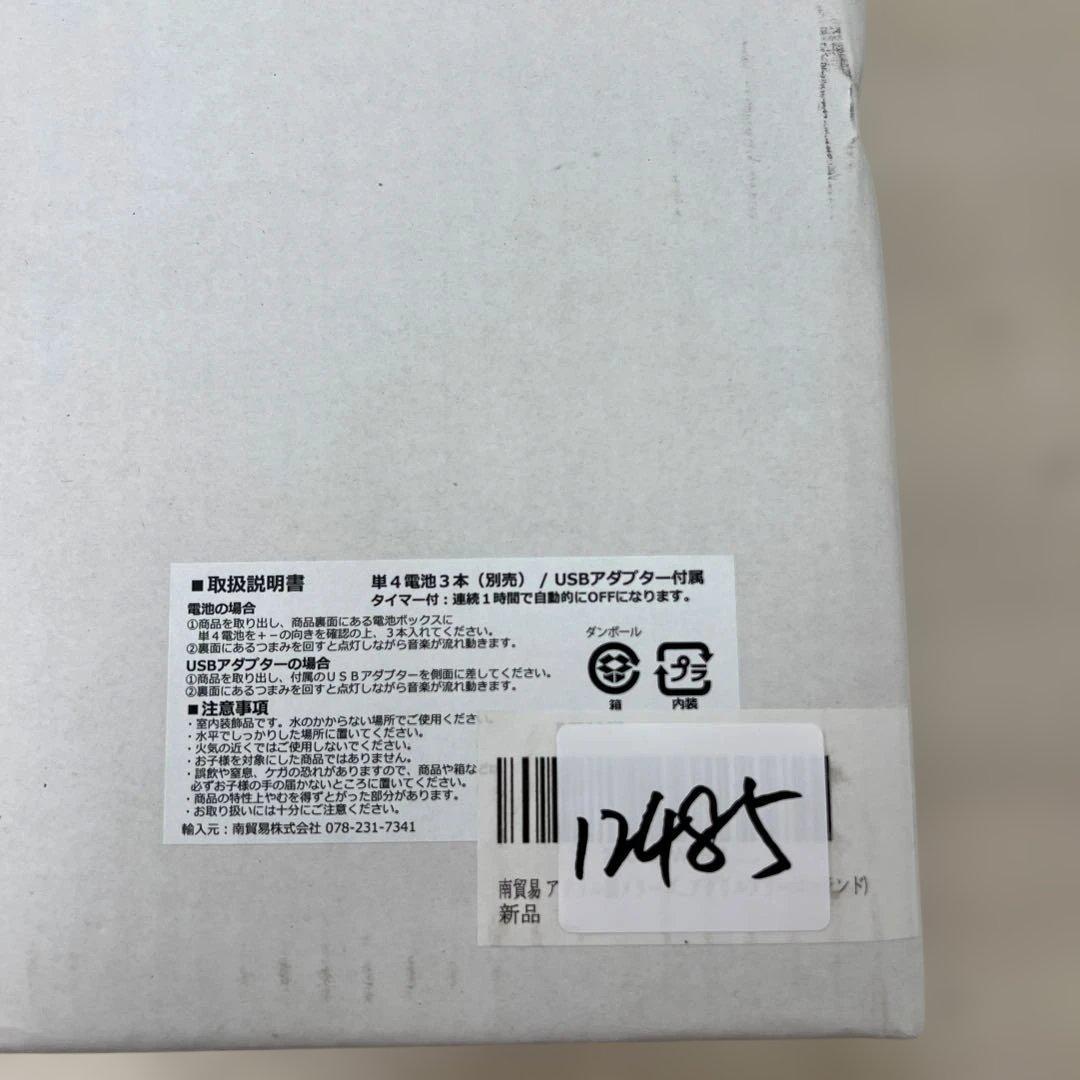 ■取扱説明書
単４電池３本（別売） / USBアダプター付属
タイマー付：連続１時間で自動的にOFFになります。
電池の場合
①商品を取り出し、商品裏面にある電池ボックスに
単４電池を＋－の向きを確認の上、３本入れてください。
②裏面にあるつまみを回すと点灯しながら音楽が流れ動きます。
USBアダプターの場合
①商品を取り出し、付属のＵＳＢアダプターを側面に差してください。
②裏面にあるつまみを回すと点灯しながら音楽が流れ動きます。
ダンボール
箱
プラ
内装
■注意事項
・室内装飾品です。水のかからない場所でご使用くださ
・水平でしっかりした場所に置いてください。
・火気の近くではご使用しないでください。
・お子様を対象にした商品ではありません。
・誤飲や窒息、ケガの恐れがありますので、商品や箱など
必ずお子様の手の届かないところに置いてください。
・商品の特性上やむを得ずとがった部分があります。
・お取り扱いには十分にご注意ください。
輸入元：南貿易株式会社 078-231-7341
12485
南貿易 ア
ンド)
新品